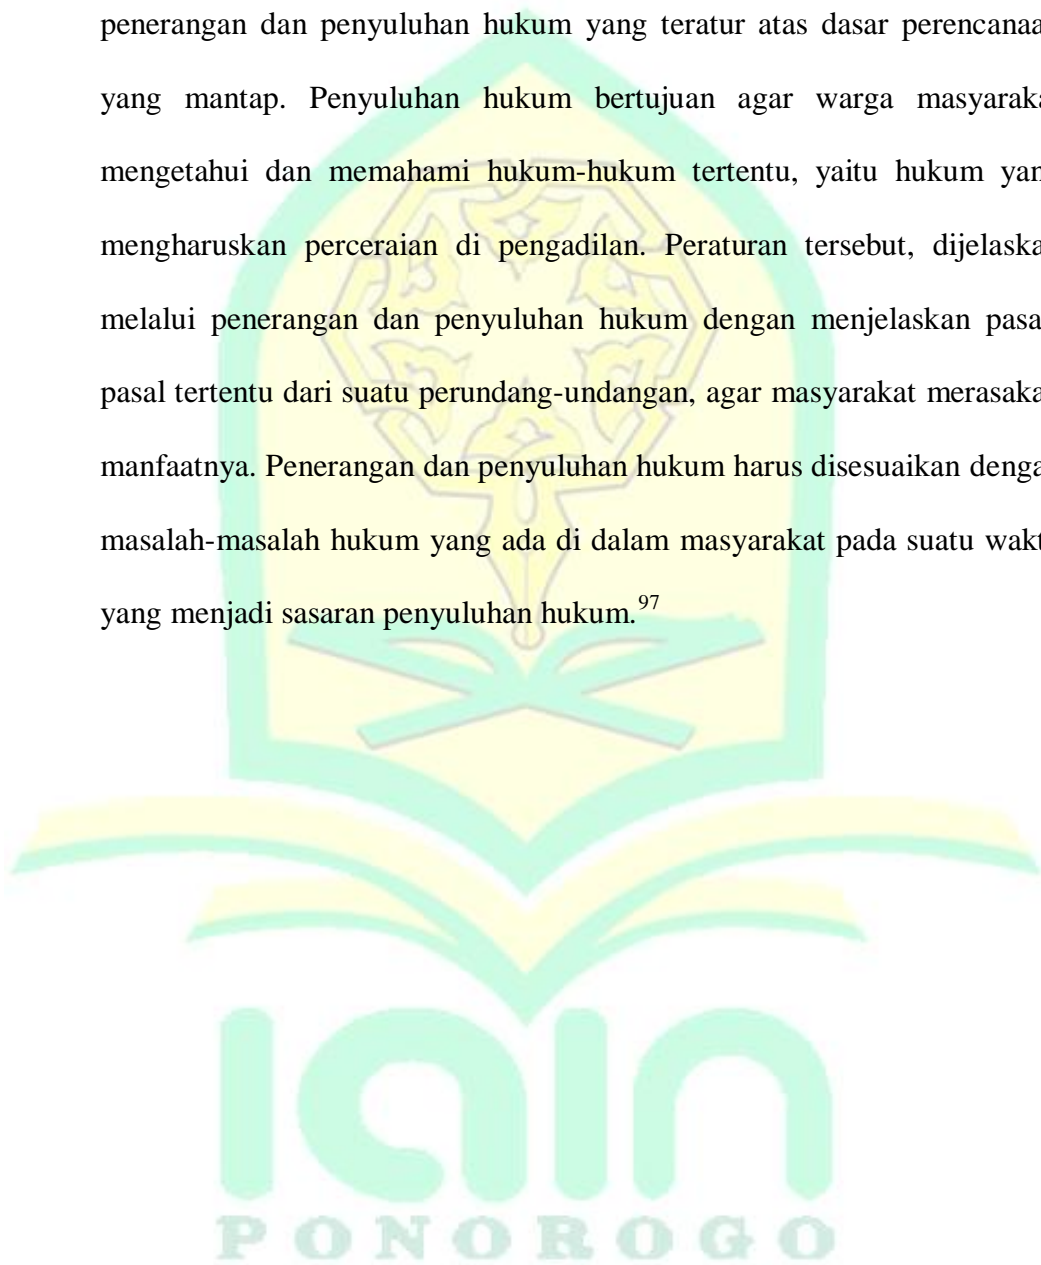 penerangan dan penyuluhan hukum yang teratur atas dasar perencanaa
yang mantap. Penyuluhan hukum bertujuan agar warga masyaraka
mengetahui dan memahami hukum-hukum tertentu, yaitu hukum yan
mengharuskan perceraian di pengadilan. Peraturan tersebut, dijelaska
melalui penerangan dan penyuluhan hukum dengan menjelaskan pasa
pasal tertentu dari suatu perundang-undangan, agar masyarakat merasaka
manfaatnya. Penerangan dan penyuluhan hukum harus disesuaikan denga
masalah-masalah hukum yang ada di dalam masyarakat pada suatu wakt
yang menjadi sasaran penyuluhan hukum.97
iain
PONOROGO